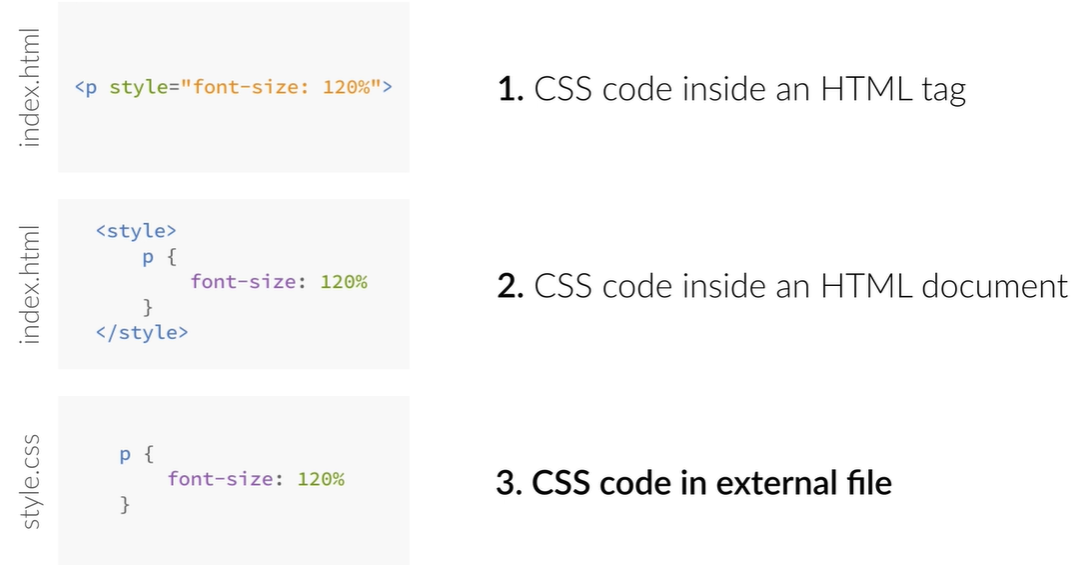 index.html
<p style="font-size: 120%">
1. CSS code inside an HTML tag
index.html
<style>
p {
font-size: 120%
}
</style>
2. CSS code inside an HTML document
style.css
p {
font-size: 120%
}
3. CSS code in external file